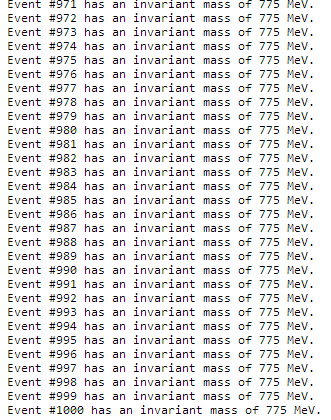 Event #971 has an invariant mass of 775 MeV.
Event #972 has an invariant mass of 775 MeV.
Event #973 has an invariant mass of 775 MeV.
Event #974 has an invariant mass of 775 MeV.
Event #975 has an invariant mass of 775 MeV.
Event #976 has an invariant mass of 775 MeV.
Event #977 has an invariant mass of 775 MeV.
Event #978 has an invariant mass of 775 MeV.
Event #979 has an invariant mass of 775 MeV.
Event #980 has an invariant mass of 775 MeV.
Event #981 has an invariant mass of 775 MeV.
Event #982 has an invariant mass of 775 MeV.
Event #983 has an invariant mass of 775 MeV.
Event #984 has an invariant mass of 775 MeV.
Event #985 has an invariant mass of 775 MeV.
Event #986 has an invariant mass of 775 MeV.
Event #987 has an invariant mass of 775 MeV.
Event #988 has an invariant mass of 775 MeV.
Event #989 has an invariant mass of 775 MeV.
Event #990 has an invariant mass of 775 MeV.
Event #991 has an invariant mass of 775 MeV.
Event #992 has an invariant mass of 775 MeV.
Event #993 has an invariant mass of 775 MeV.
Event #994 has an invariant mass of 775 MeV.
Event #995 has an invariant mass of 775 MeV.
Event #996 has an invariant mass of 775 MeV.
Event #997 has an invariant mass of 775 MeV.
Event #998 has an invariant mass of 775 MeV.
Event #999 has an invariant mass of 775 MeV.
Event #1000 has an invariant mass of 775 MeV.